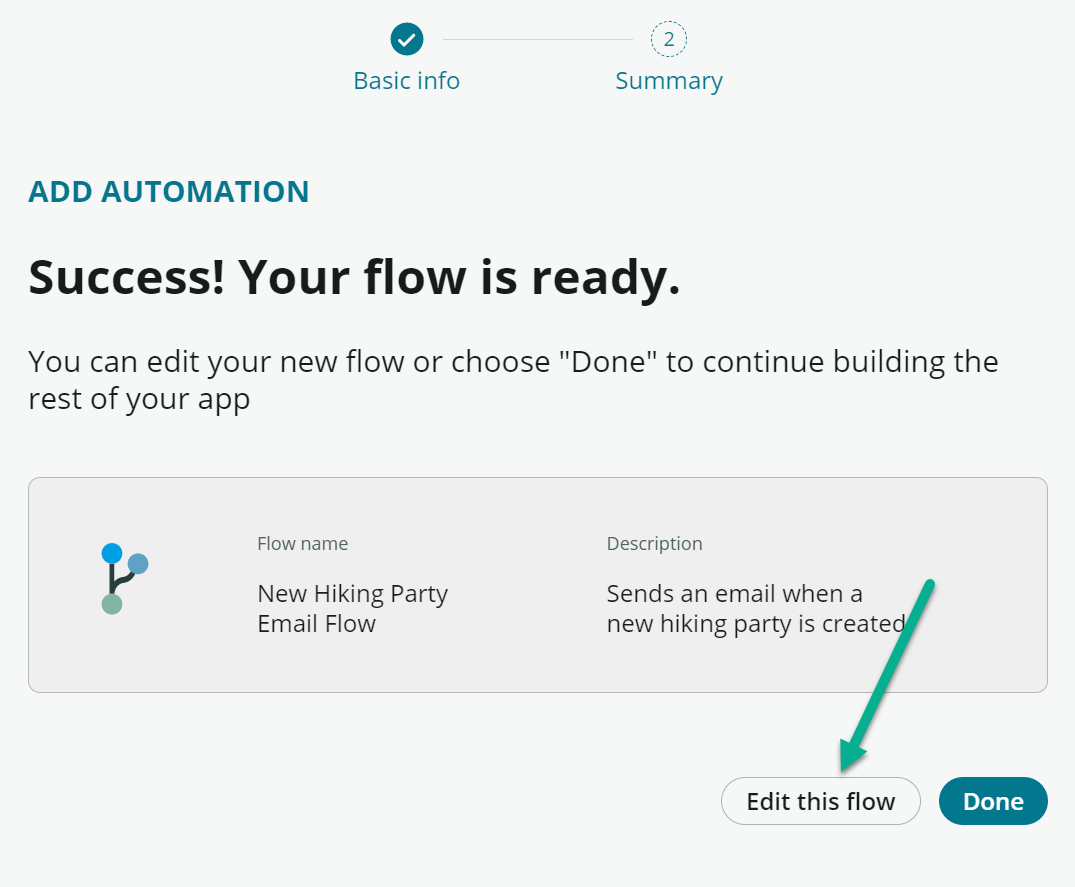 2
Basic info
Summary
ADD AUTOMATION
Success! Your flow is ready.
You can edit your new flow or choose "Done" to continue building the
rest of your app
Flow name
Description
New Hiking Party
Email Flow
Sends an email when a
new hiking party is created
Edit this flow
Done